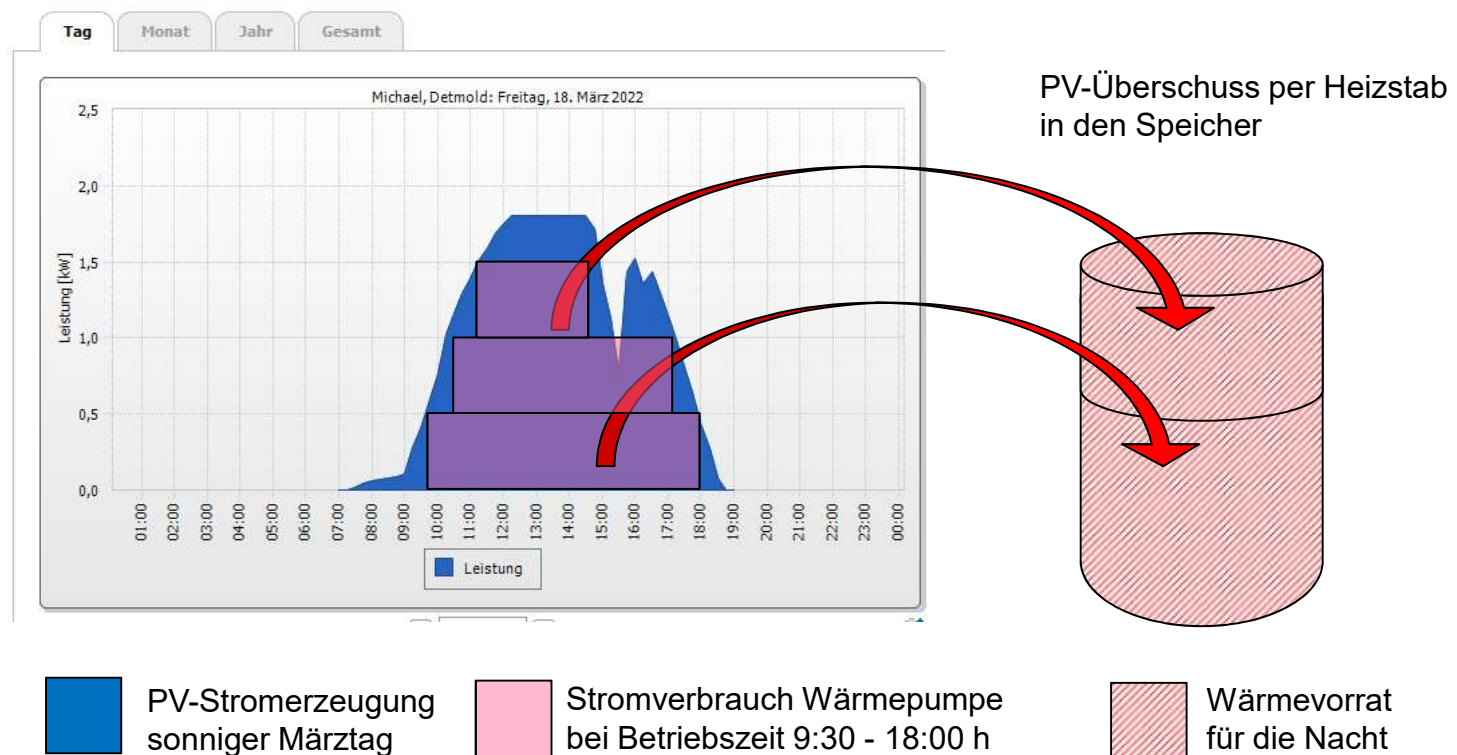 Tag Monat Jahr Gesamt
Michael, Detmold: Freitag, 18. März 2022
PV-Überschuss per Heizstab
in den Speicher
Leistung [kW]
2,5
2,0
1,5
1,0
0,5
0,0
01:00 02:00 03:00 04:00 05:00 06:00 07:00 08:00 09:00 10:00 11:00 12:00 13:00 14:00 15:00 16:00 17:00 18:00 19:00 20:00 21:00 22:00 23:00 00:00
Leistung
PV-Stromerzeugung
sonniger Märztag
Stromverbrauch Wärmepumpe
bei Betriebszeit 9:30 - 18:00 h
Wärmevorrat
für die Nacht